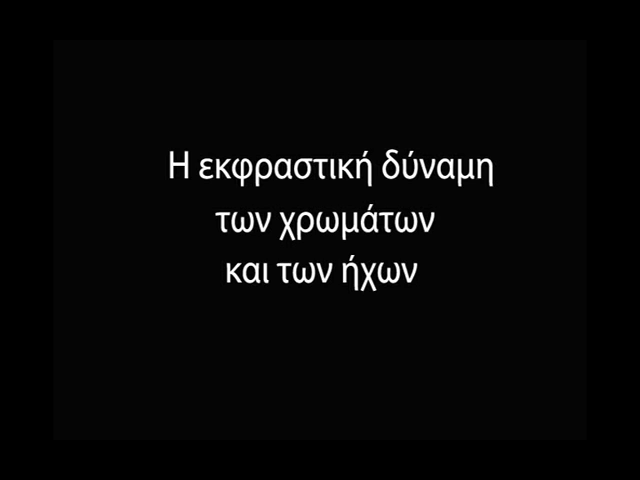 Η εκφραστική δύναμη
των χρωμάτων
και των ήχων